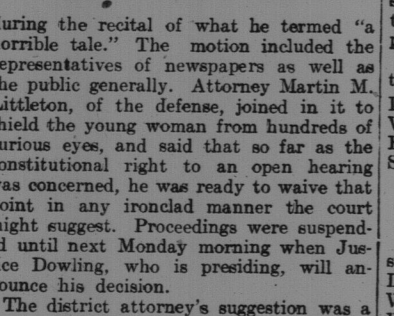 uring the recital of what he termed "a
orrible tale." The motion included the
epresentatives of newspapers as well as
he public generally. Attorney Martin M.
ittleton, of the defense, joined in it to
hield the young woman from hundreds of
urious eyes, and said that so far as the
onstitutional right to an open hearing
as concerned, he was ready to waive that
oint in any ironclad manner the court
ight suggest. Proceedings were suspend-
d until next Monday morning when Jus-
ice Dowling, who is presiding, will an-
ounce his decision.
The district attorney's suggestion was a